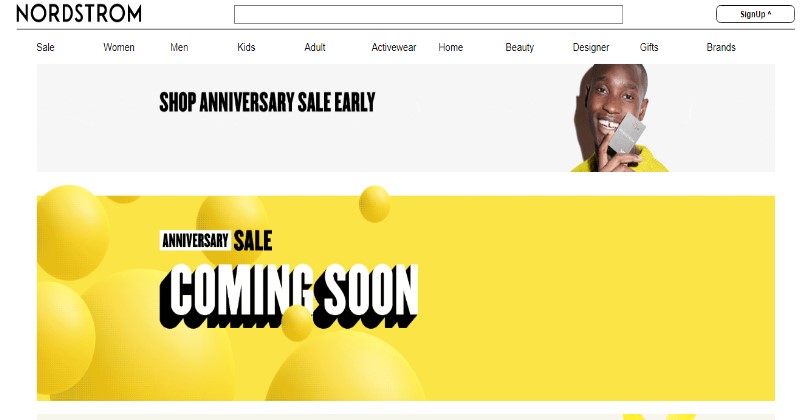 NORDSTROM
SignUp ^
Sale Women Men Kids Adult Activewear Home Beauty Designer Gifts Brands
SHOP ANNIVERSARY SALE EARLY
ANNIVERSARY SALE
COMING SOON